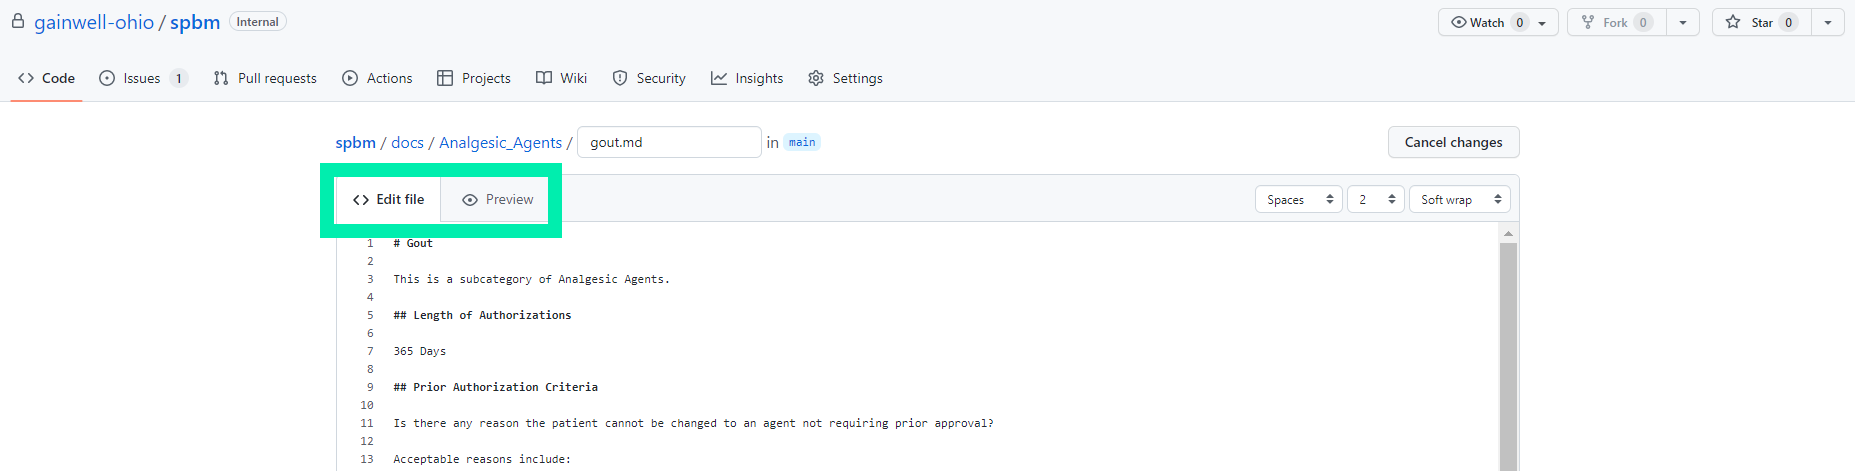 gainwell-ohio / spbm Internal
Watch 0 Fork 0 Star 0
Code Issues 1 Pull requests Actions Projects Wiki Security Insights Settings
spbm / docs / Analgesic_Agents / gout.md in main Cancel changes
Edit file Preview Spaces 2 Soft wrap
1 # Gout
2
3 This is a subcategory of Analgesic Agents.
4
5 ## Length of Authorizations
6
7 365 Days
8
9 ## Prior Authorization Criteria
10
11 Is there any reason the patient cannot be changed to an agent not requiring prior approval?
12
13 Acceptable reasons include: